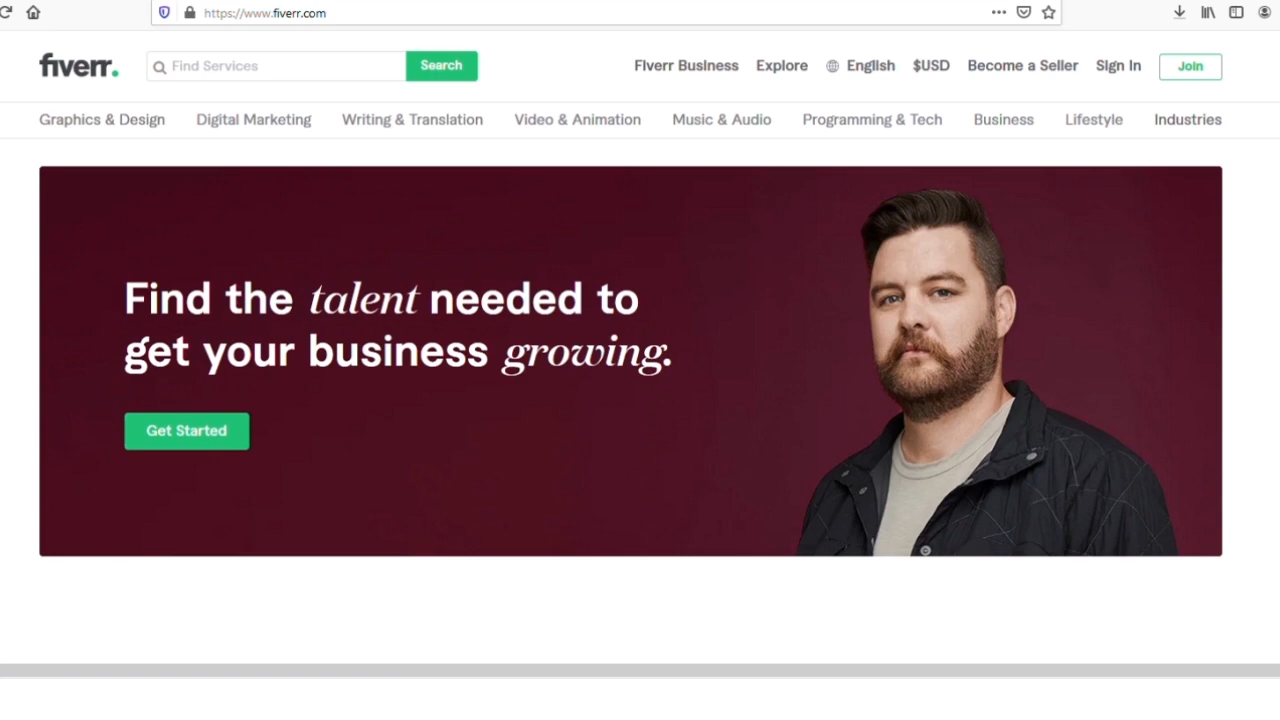 https://www.fiverr.com
fiverr.
Find Services
Search
Fiverr Business
Explore
English
$USD
Become a Seller
Sign In
Join
Graphics & Design
Digital Marketing
Writing & Translation
Video & Animation
Music & Audio
Programming & Tech
Business
Lifestyle
Industries
Find the talent needed to
get your business growing.
Get Started